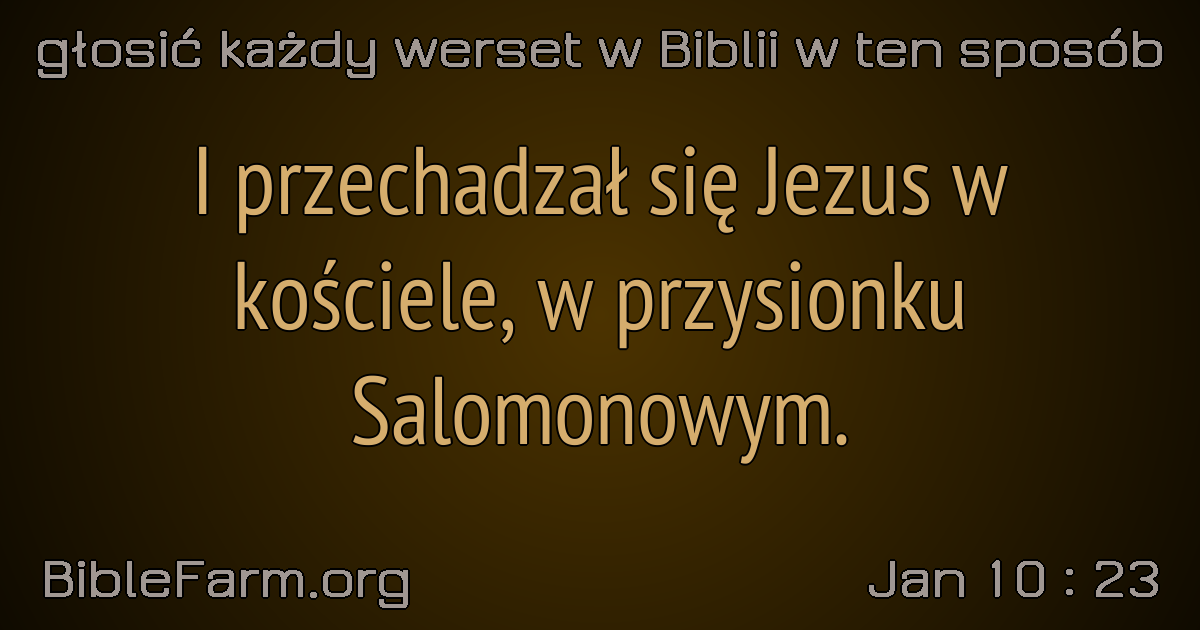 głosić każdy werset w Biblii w ten sposób
I przechadzał się Jezus w
kościele, w przysionku
Salomonowym.
BibleFarm.org
Jan 10 : 23